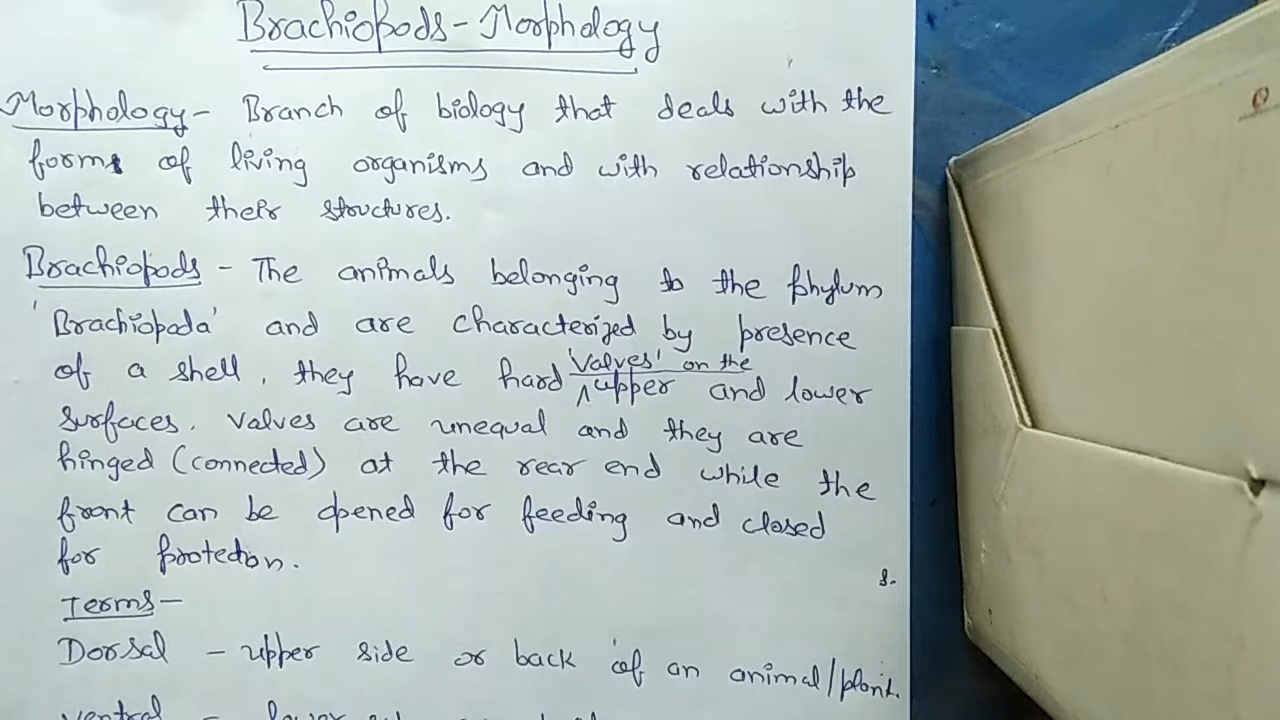 Brachiopods - Morphology
Morphology - Branch of biology that deals with the
forms of living organisms and with relationship
between their structures.
Brachiopods - The animals belonging to the phylum
'Brachiopoda' and are characterized by presence
of a shell, they have hard 'valves' on the upper and lower
surfaces. Valves are unequal and they are
hinged (connected) at the rear end while the
front can be opened for feeding and closed
for protection.
Terms -
Dorsal - upper side or back of an animal/plant.
Ventral - lower